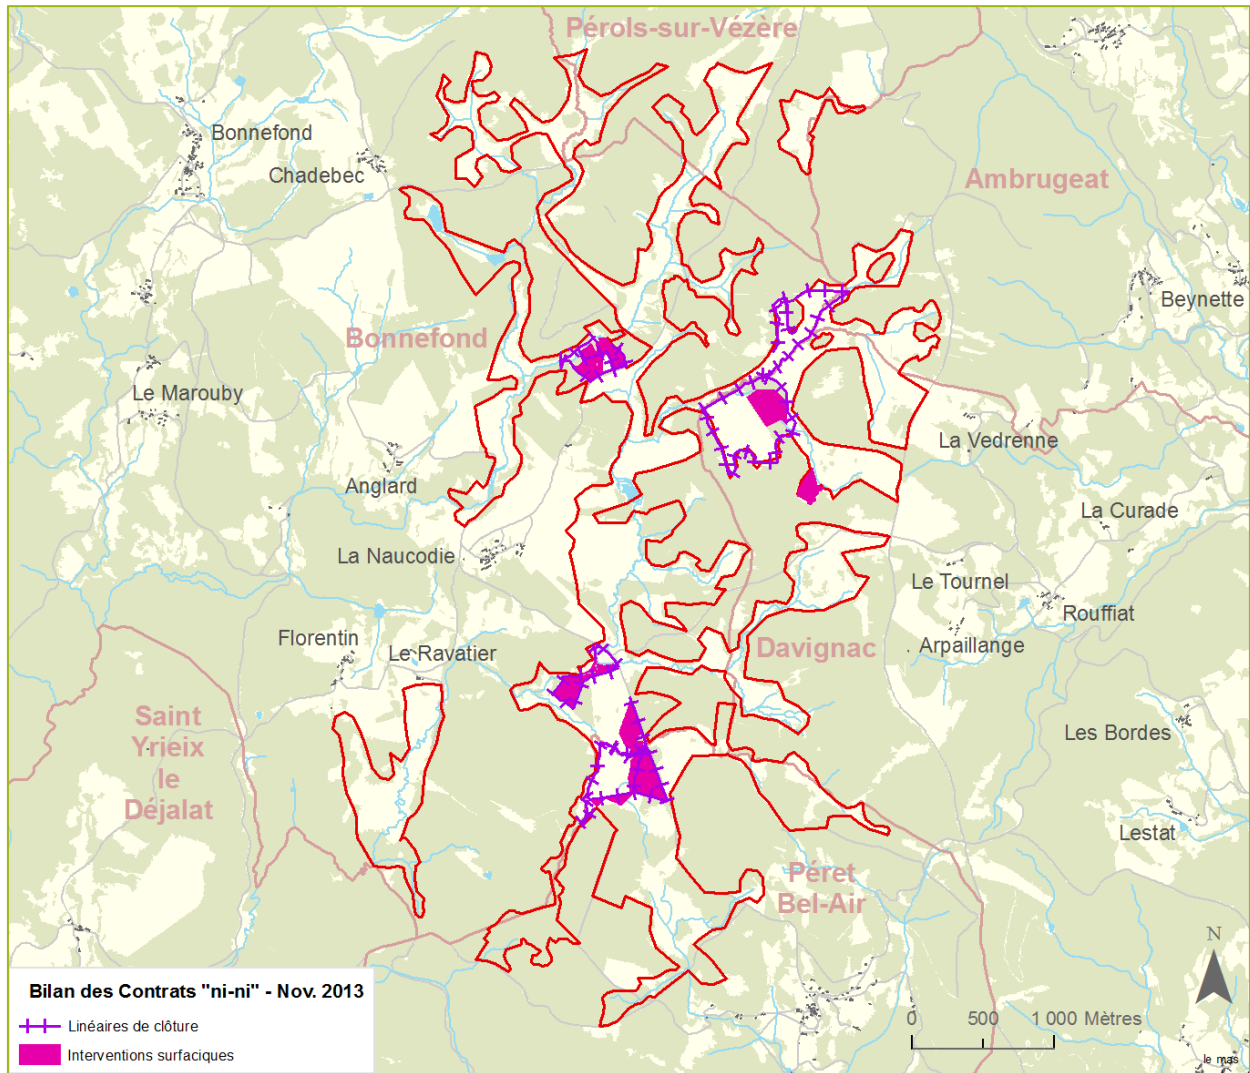 Pérols-sur-Vézère
Bonnefond
Chadebec
Ambrugeat
Beynette
Bonnefond
Le Marouby
La Vedrenne
Anglard
La Curade
La Naucodie
Le Tournel
Rouffiat
Florentin
Le Ravatier
Davignac
Arpaillange
Saint
Yrieix
le
Déjalat
Les Bordes
Lestat
Péret
Bel-Air
N
Bilan des Contrats "ni-ni" - Nov. 2013
Linéaires de clôture
Interventions surfaciques
0 500 1 000 Mètres
le mas